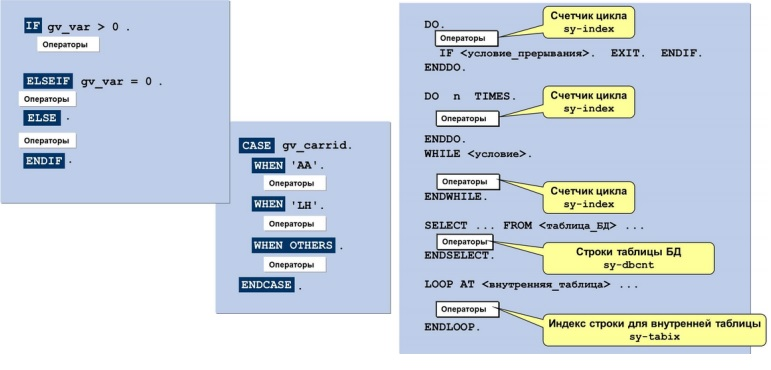 IF gv_var > 0 .
Операторы
ELSEIF gv_var = 0 .
Операторы
ELSE .
Операторы
ENDIF .
CASE gv_carrid.
WHEN 'AA'.
Операторы
WHEN 'LH'.
Операторы
WHEN OTHERS .
Операторы
ENDCASE .
DO.
Счетчик цикла
sy-index
Операторы
IF <условие_прерывания>. EXIT. ENDIF.
ENDDO.
DO n TIMES.
Счетчик цикла
sy-index
Операторы
ENDDO.
WHILE <условие>.
Операторы
Счетчик цикла
sy-index
ENDWHILE.
SELECT ... FROM <таблица_БД> ...
Операторы
Строки таблицы БД
sy-dbcnt
ENDSELECT.
LOOP AT <внутренняя_таблица> ...
Операторы
Индекс строки для внутренней таблицы
sy-tabix
ENDLOOP.